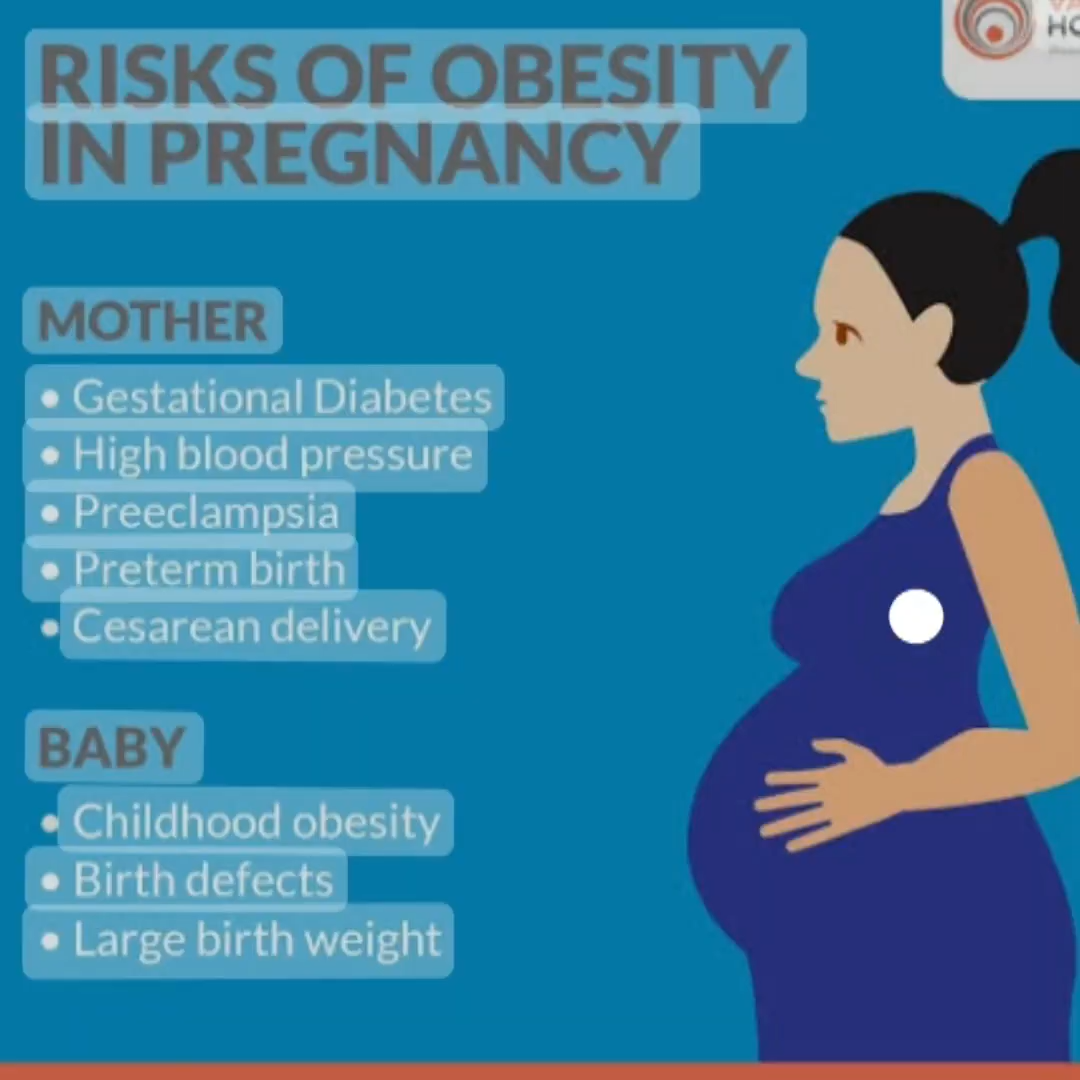 RISKS OF OBESITY
IN PREGNANCY
MOTHER
• Gestational Diabetes
• High blood pressure
• Preeclampsia
• Preterm birth
• Cesarean delivery
BABY
• Childhood obesity
• Birth defects
• Large birth weight